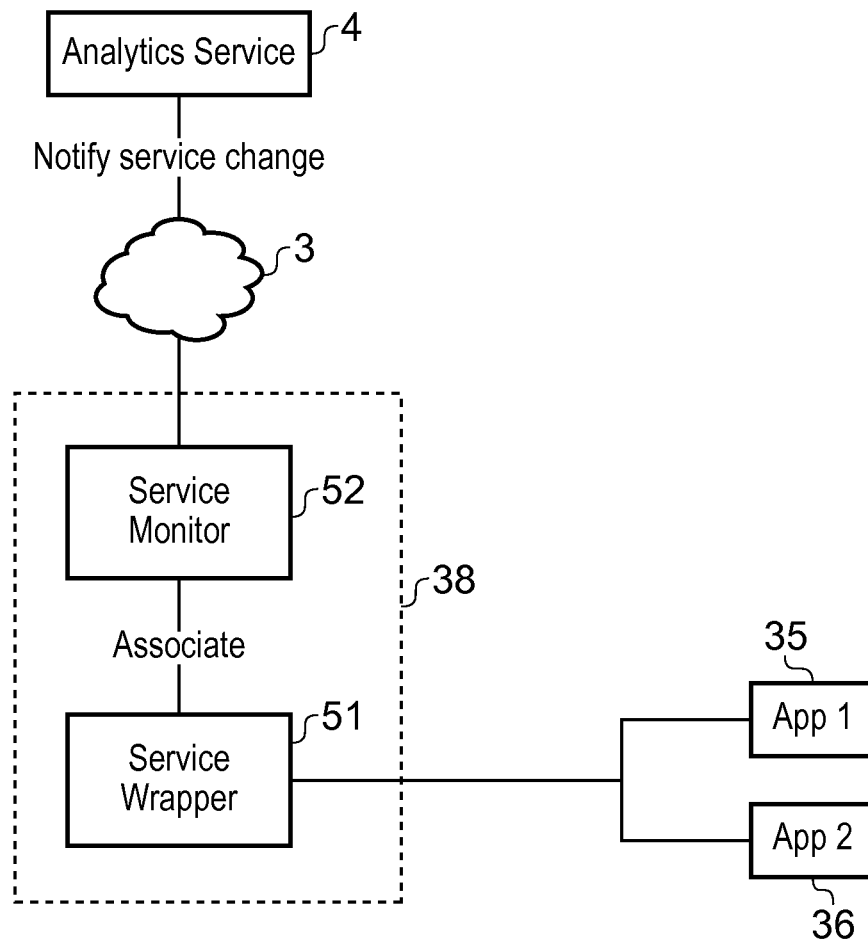 4
Analytics Service
Notify service change
3
52
Service
Monitor
38
Associate
51
Service
Wrapper
35
App 1
App 2
36